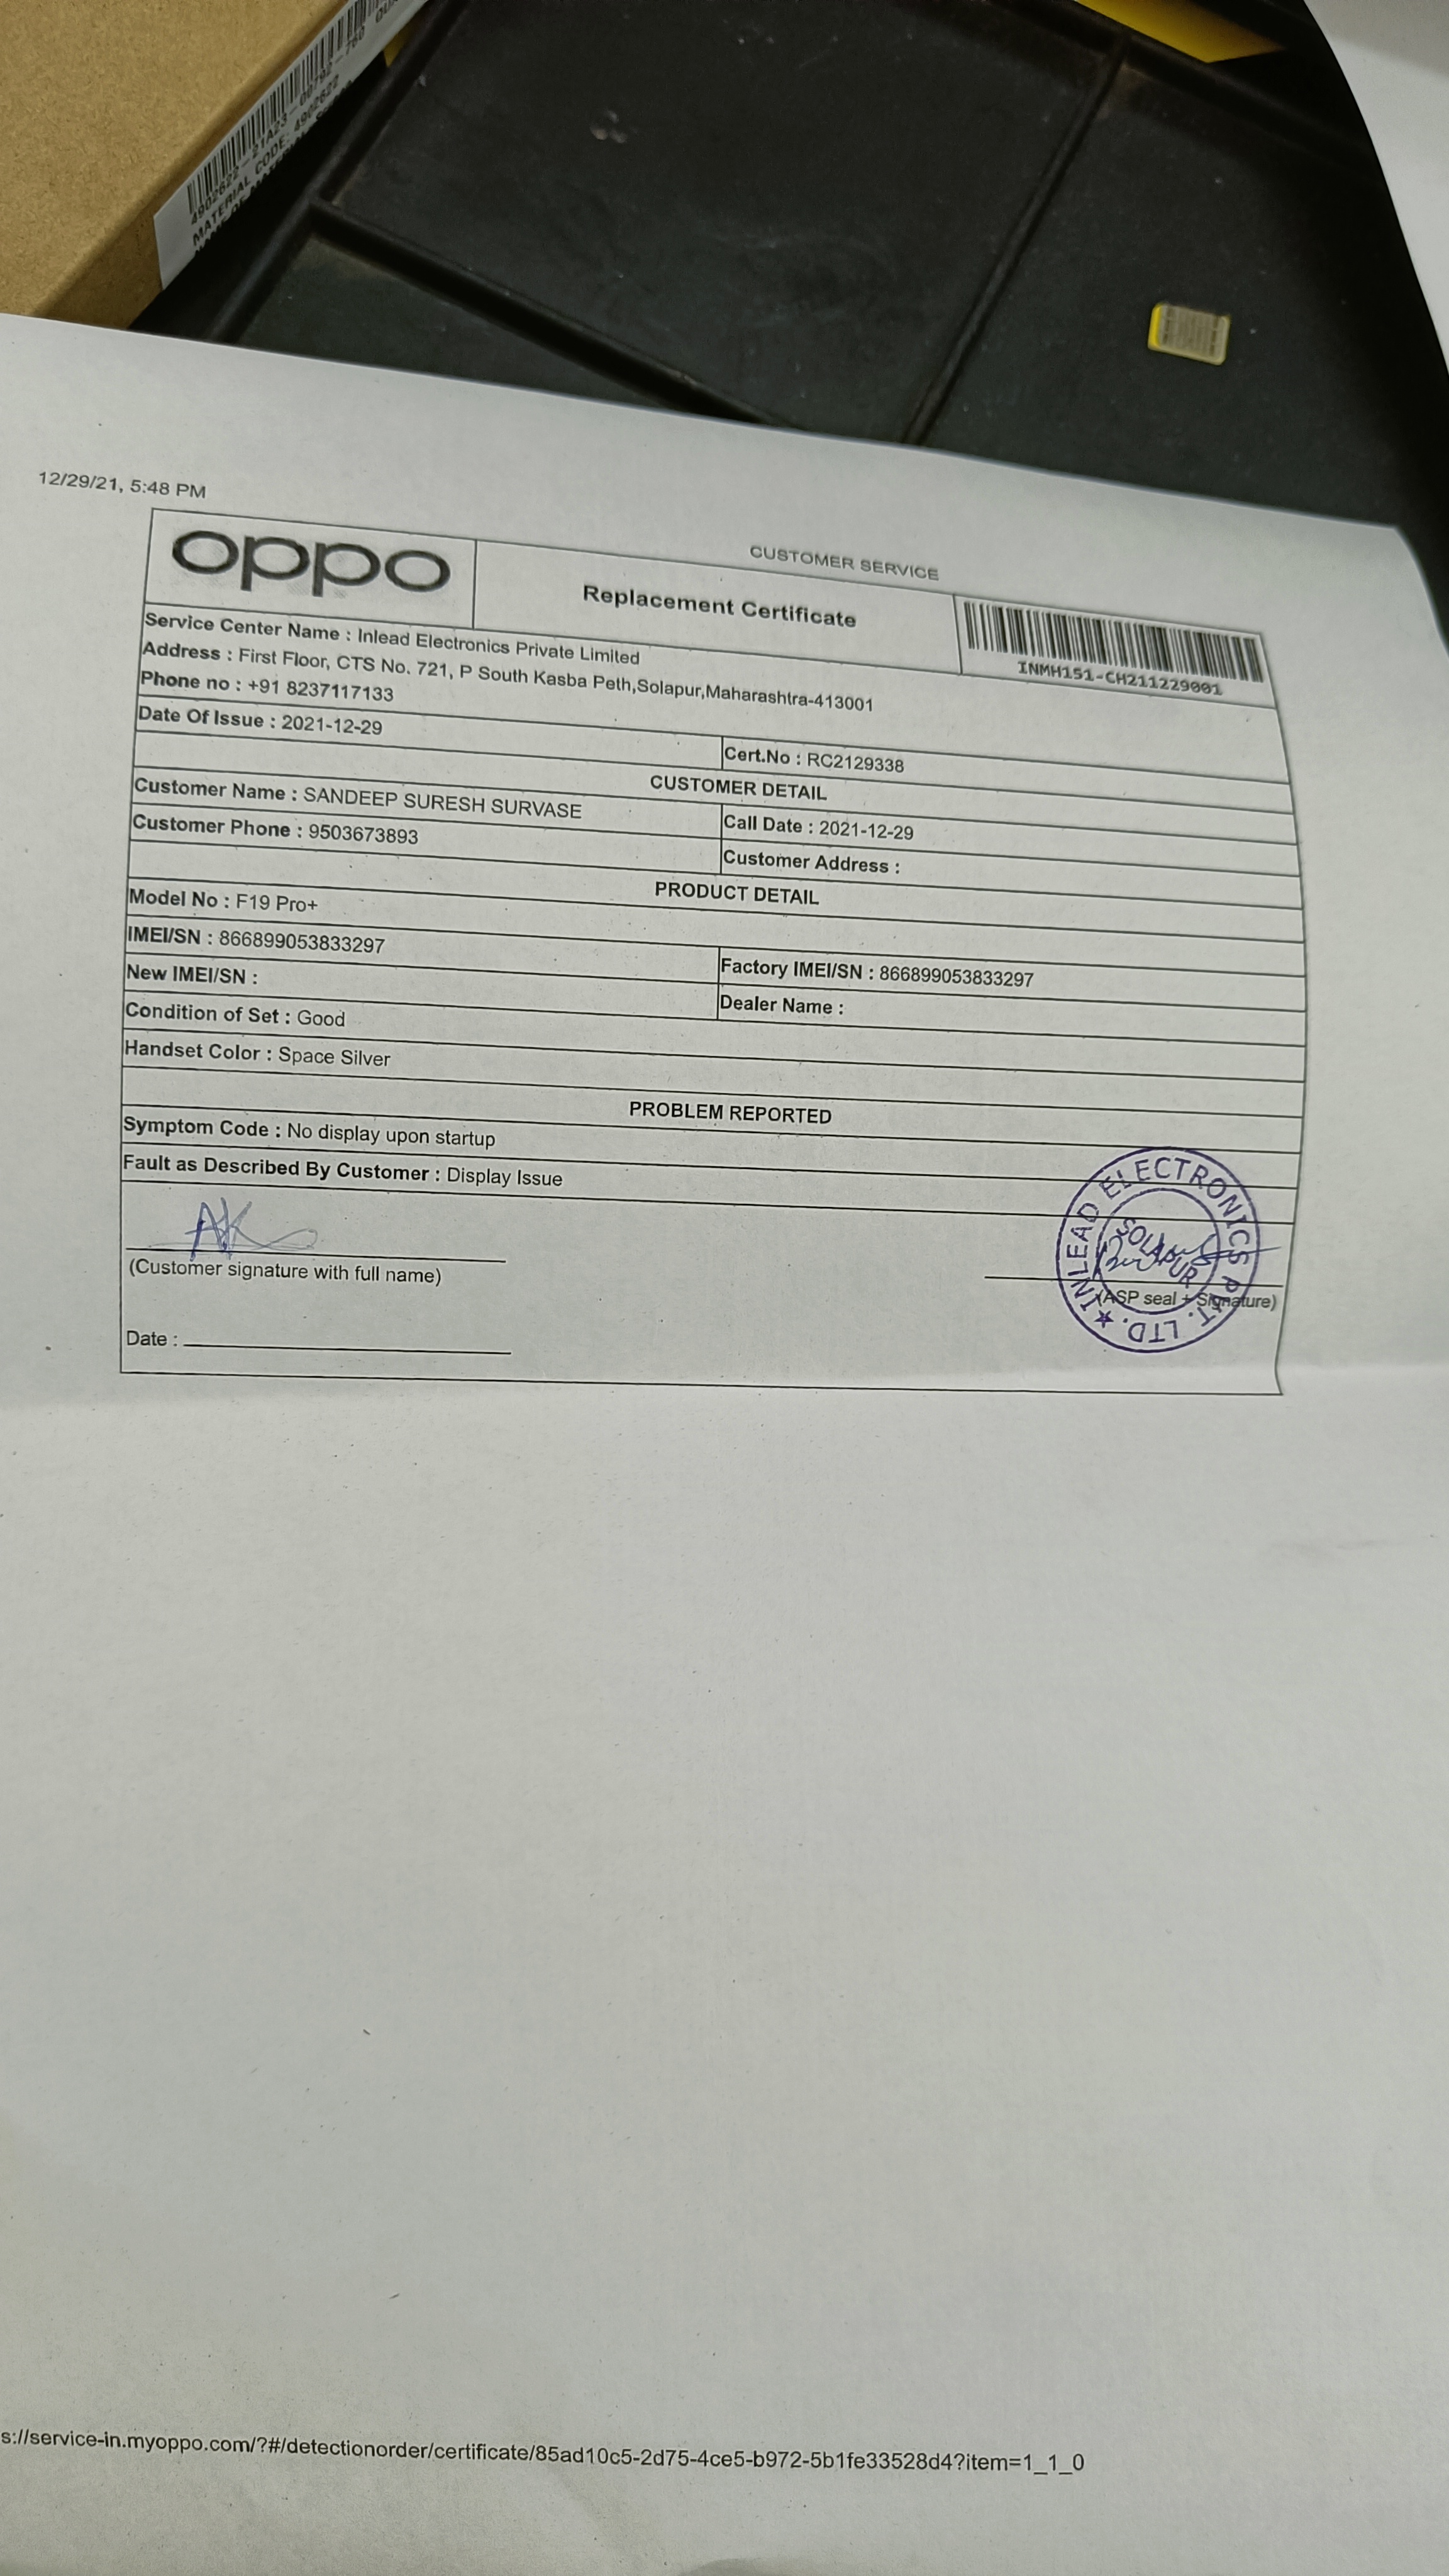 4902622-21A23-00792-760
MATERIAL CODE: 4902622
12/29/21, 5:48 PM
oppo
CUSTOMER SERVICE
Replacement Certificate
INMH151-CH211229001
Service Center Name : Inlead Electronics Private Limited
Address : First Floor, CTS No. 721, P South Kasba Peth,Solapur,Maharashtra-413001
Phone no : +91 8237117133
Date Of Issue : 2021-12-29
Cert.No : RC2129338
CUSTOMER DETAIL
Customer Name : SANDEEP SURESH SURVASE
Call Date : 2021-12-29
Customer Phone : 9503673893
Customer Address :
PRODUCT DETAIL
Model No : F19 Pro+
IMEI/SN : 866899053833297
Factory IMEI/SN : 866899053833297
New IMEI/SN :
Dealer Name :
Condition of Set : Good
Handset Color : Space Silver
PROBLEM REPORTED
Symptom Code : No display upon startup
Fault as Described By Customer : Display Issue
AK
INLEAD ELECTRONICS PVT. LTD. ★
SOLAPUR
(Customer signature with full name)
(ASP seal + Signature)
Date :
s://service-in.myoppo.com/?#/detectionorder/certificate/85ad10c5-2d75-4ce5-b972-5b1fe33528d4?item=1_1_0